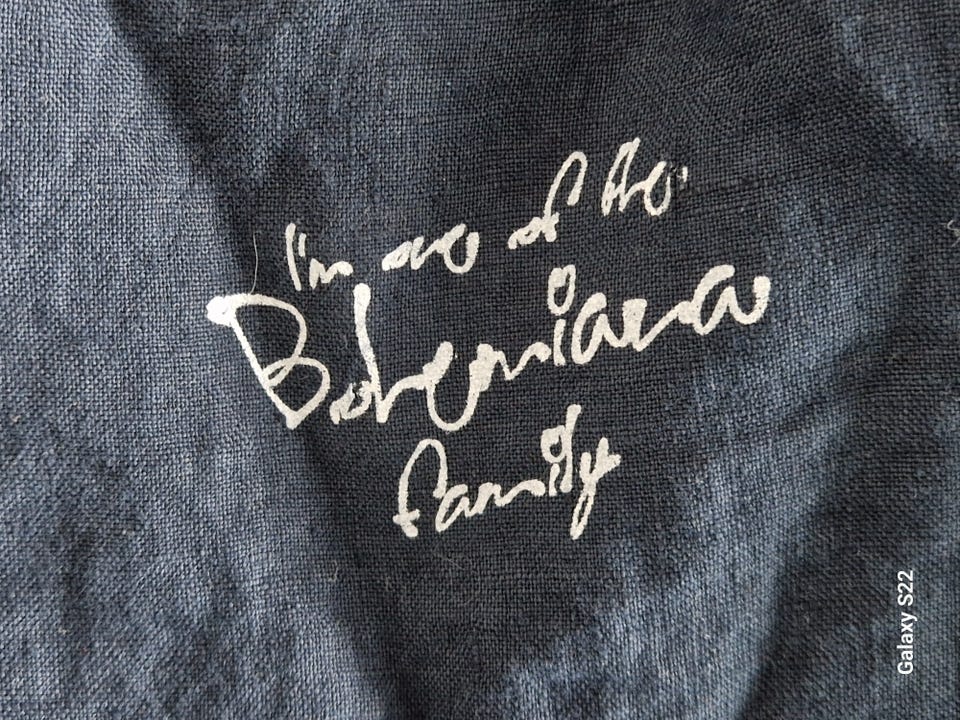 I'm one of the
Bohemiana
family
Galaxy S22